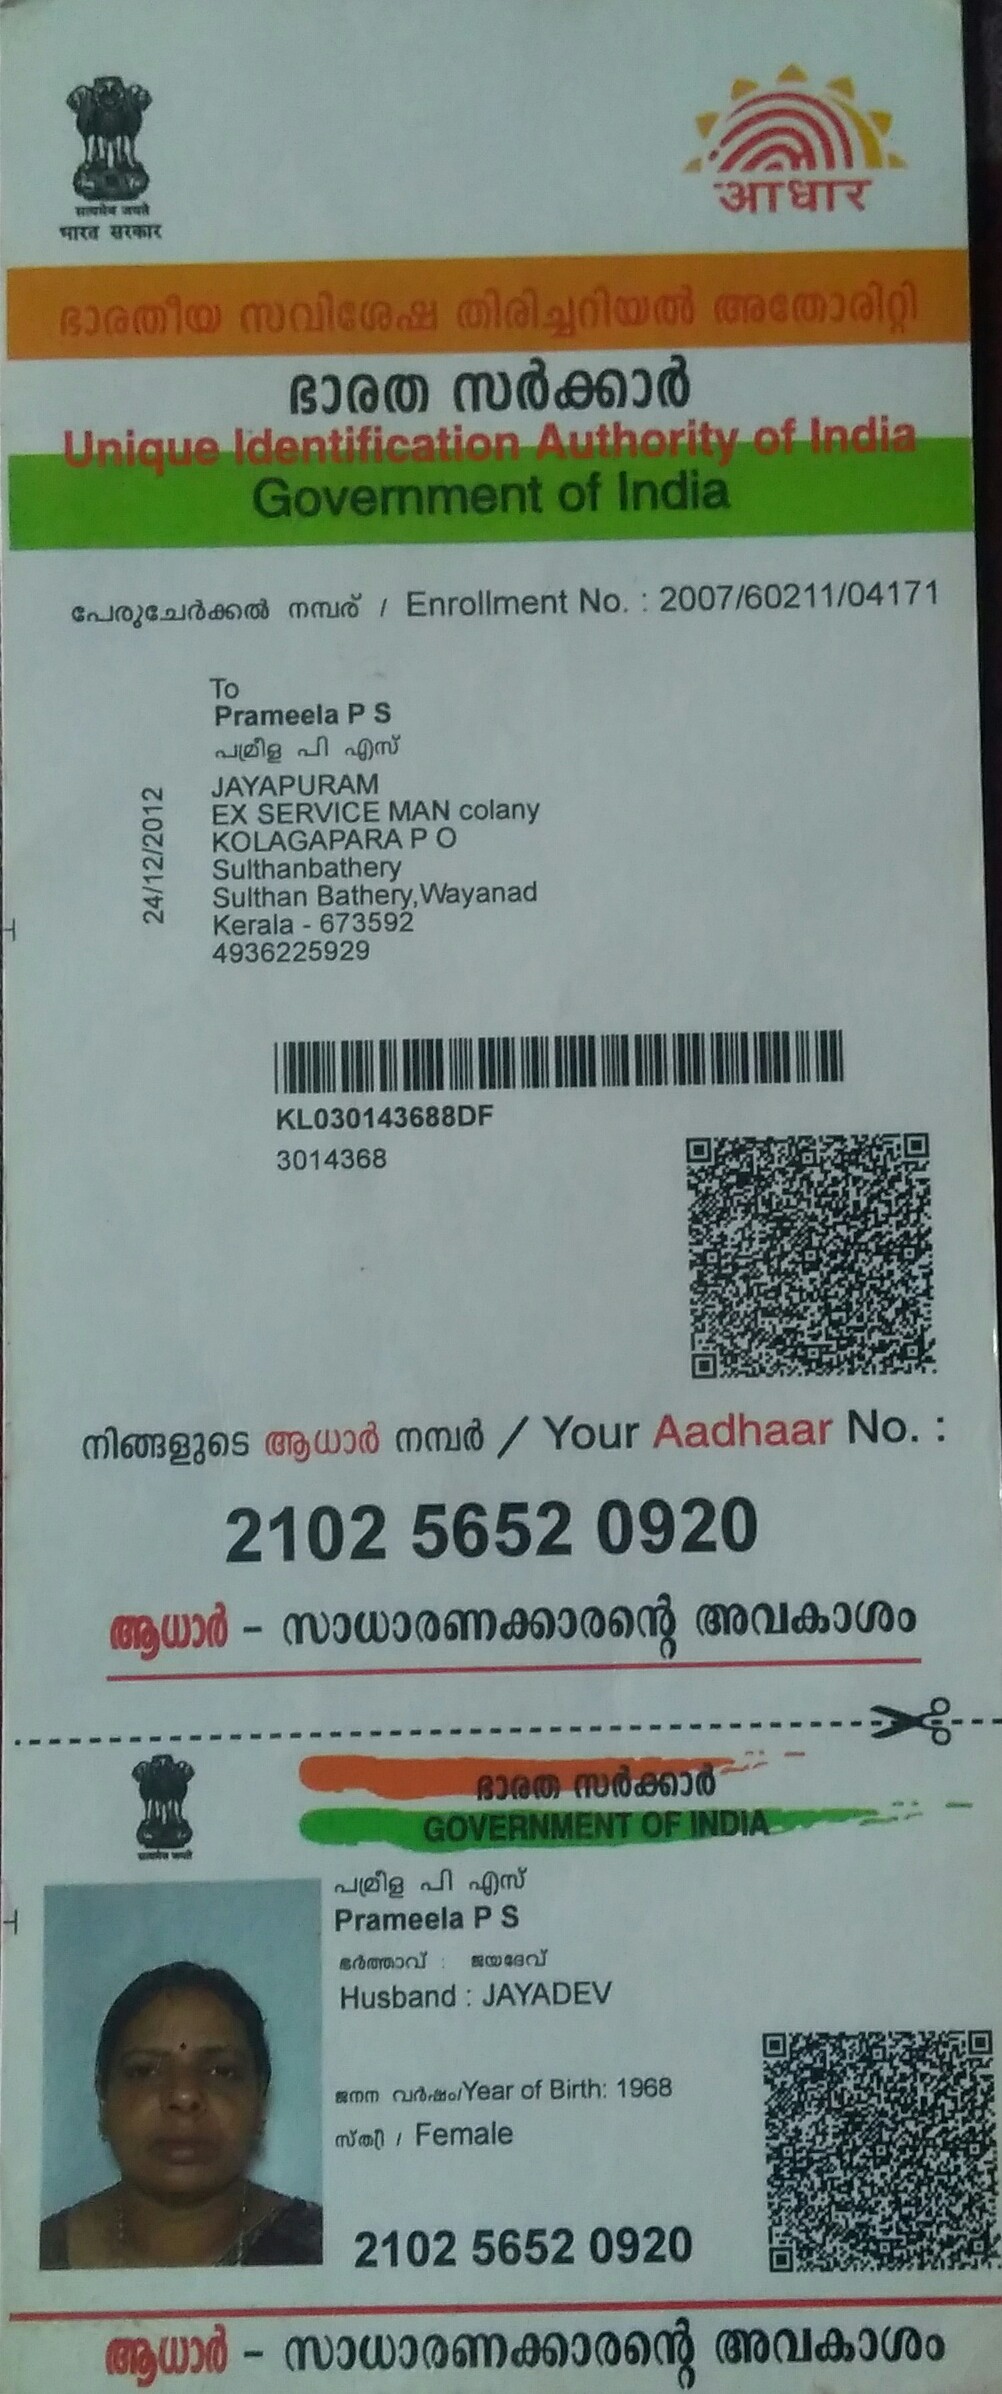 सत्यमेव जयते
भारत सरकार
आधार
ഭാരതീയ സവിശേഷ തിരിച്ചറിയൽ അതോരിറ്റി
ഭാരത സർക്കാർ
Unique Identification Authority of India
Government of India
പേരുചേർക്കൽ നമ്പര് / Enrollment No. : 2007/60211/04171
To
Prameela P S
പമ്രീള പി എസ്
JAYAPURAM
EX SERVICE MAN colany
KOLAGAPARA P O
Sulthanbathery
Sulthan Bathery,Wayanad
Kerala - 673592
4936225929
24/12/2012
KL030143688DF
3014368
നിങ്ങളുടെ ആധാർ നമ്പർ / Your Aadhaar No. :
2102 5652 0920
ആധാർ – സാധാരണക്കാരന്റെ അവകാശം
सत्यमेव जयते
ഭാരത സർക്കാർ
GOVERNMENT OF INDIA
പമ്രീള പി എസ്
Prameela P S
ഭർത്താവ് : ജയദേവ്
Husband : JAYADEV
ജനന വർഷം/Year of Birth: 1968
സ്ത്രീ / Female
2102 5652 0920
ആധാർ – സാധാരണക്കാരന്റെ അവകാശം